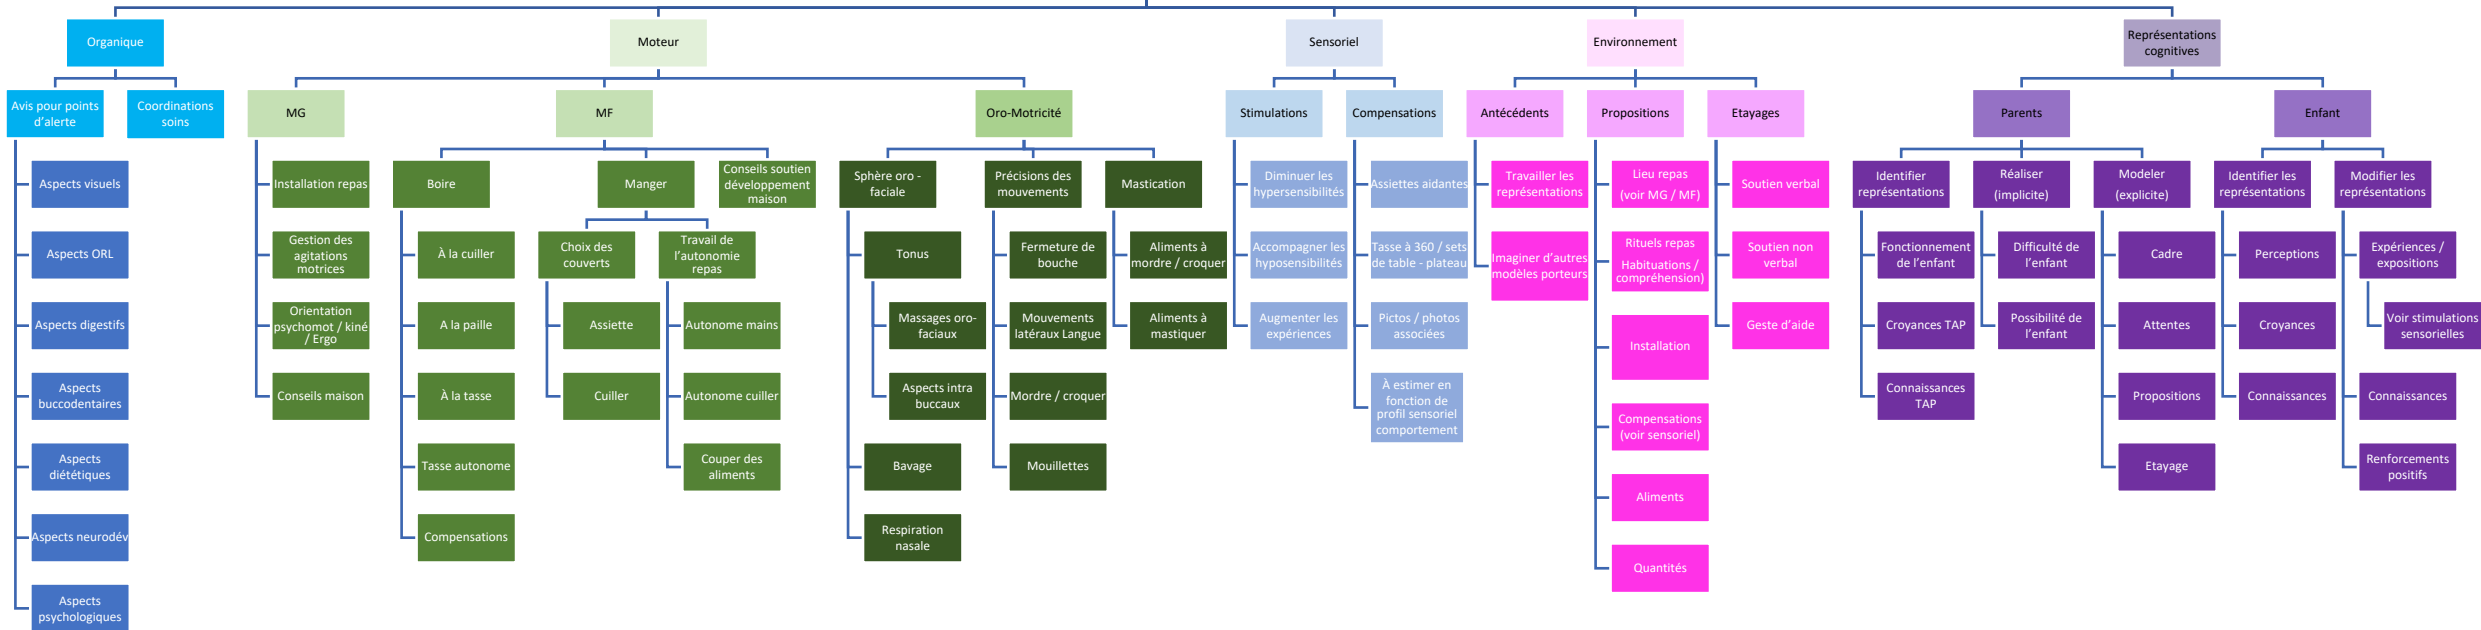 Organique
Moteur
Sensoriel
Environnement
Représentations
cognitives
Avis pour points
d'alerte
Coordinations
soins
MG
MF
Oro-Motricité
Stimulations
Compensations
Antécédents
Propositions
Etayages
Parents
Enfant
Aspects visuels
Aspects ORL
Aspects digestifs
Aspects
buccodentaires
Aspects
diététiques
Aspects neurodév
Aspects
psychologiques
Installation repas
Gestion des
agitations
motrices
Orientation
psychomot / kiné
/ Ergo
Conseils maison
Boire
À la cuiller
A la paille
À la tasse
Tasse autonome
Compensations
Manger
Choix des
couverts
Assiette
Cuiller
Travail de
l'autonomie
repas
Autonome mains
Autonome cuiller
Couper des
aliments
Conseils soutien
développement
maison
Sphère oro -
faciale
Tonus
Massages oro-
faciaux
Aspects intra
buccaux
Bavage
Respiration
nasale
Précisions des
mouvements
Fermeture de
bouche
Mouvements
latéraux Langue
Mordre / croquer
Mouillettes
Mastication
Aliments à
mordre / croquer
Aliments à
mastiquer
Diminuer les
hypersensibilités
Accompagner les
hyposensibilités
Augmenter les
expériences
Assiettes aidantes
Tasse à 360 / sets
de table - plateau
Pictos / photos
associées
À estimer en
fonction de
profil sensoriel
comportement
Travailler les
représentations
Imaginer d'autres
modèles porteurs
Lieu repas
(voir MG / MF)
Rituels repas
Habituations /
compréhension)
Installation
Compensations
(voir sensoriel)
Aliments
Quantités
Soutien verbal
Soutien non
verbal
Geste d'aide
Identifier
représentations
Fonctionnement
de l'enfant
Croyances TAP
Connaissances
TAP
Réaliser
(implicite)
Difficulté de
l'enfant
Possibilité de
l'enfant
Modeler
(explicite)
Cadre
Attentes
Propositions
Etayage
Identifier les
représentations
Perceptions
Croyances
Connaissances
Modifier les
représentations
Expériences /
expositions
Voir stimulations
sensorielles
Connaissances
Renforcements
positifs